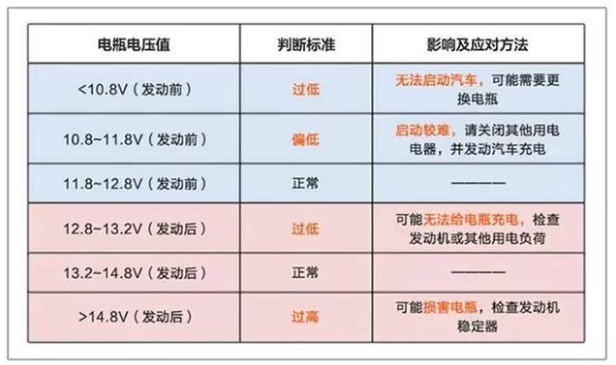 电瓶电压值 判断标准 影响及应对方法
<10.8V（发动前） 过低 无法启动汽车，可能需要更
换电瓶
10.8~11.8V（发动前） 偏低 启动较难，请关闭其他用电
电器，并发动汽车充电
11.8~12.8V（发动前） 正常 ————
12.8~13.2V（发动后） 过低 可能无法给电瓶充电，检查
发动机或其他用电负荷
13.2~14.8V（发动后） 正常 ————
>14.8V（发动后） 过高 可能损害电瓶，检查发动机
稳定器